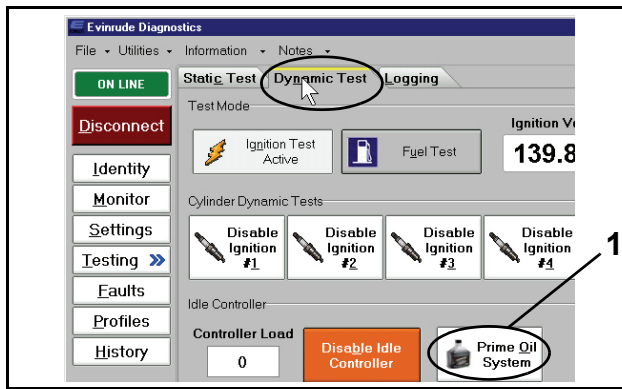 Evinrude Diagnostics
File Utilities Information Notes
ON LINE
Disconnect
Identity
Monitor
Settings
Testing »
Faults
Profiles
History
Static Test Dynamic Test Logging
Test Mode
Ignition Test
Active
Fuel Test
Ignition Vo
139.8
Cylinder Dynamic Tests
Disable
Ignition
#1
Disable
Ignition
#2
Disable
Ignition
#3
Disable
Ignition
#4
Idle Controller
Controller Load
0
Disable Idle
Controller
Prime Oil
System
1